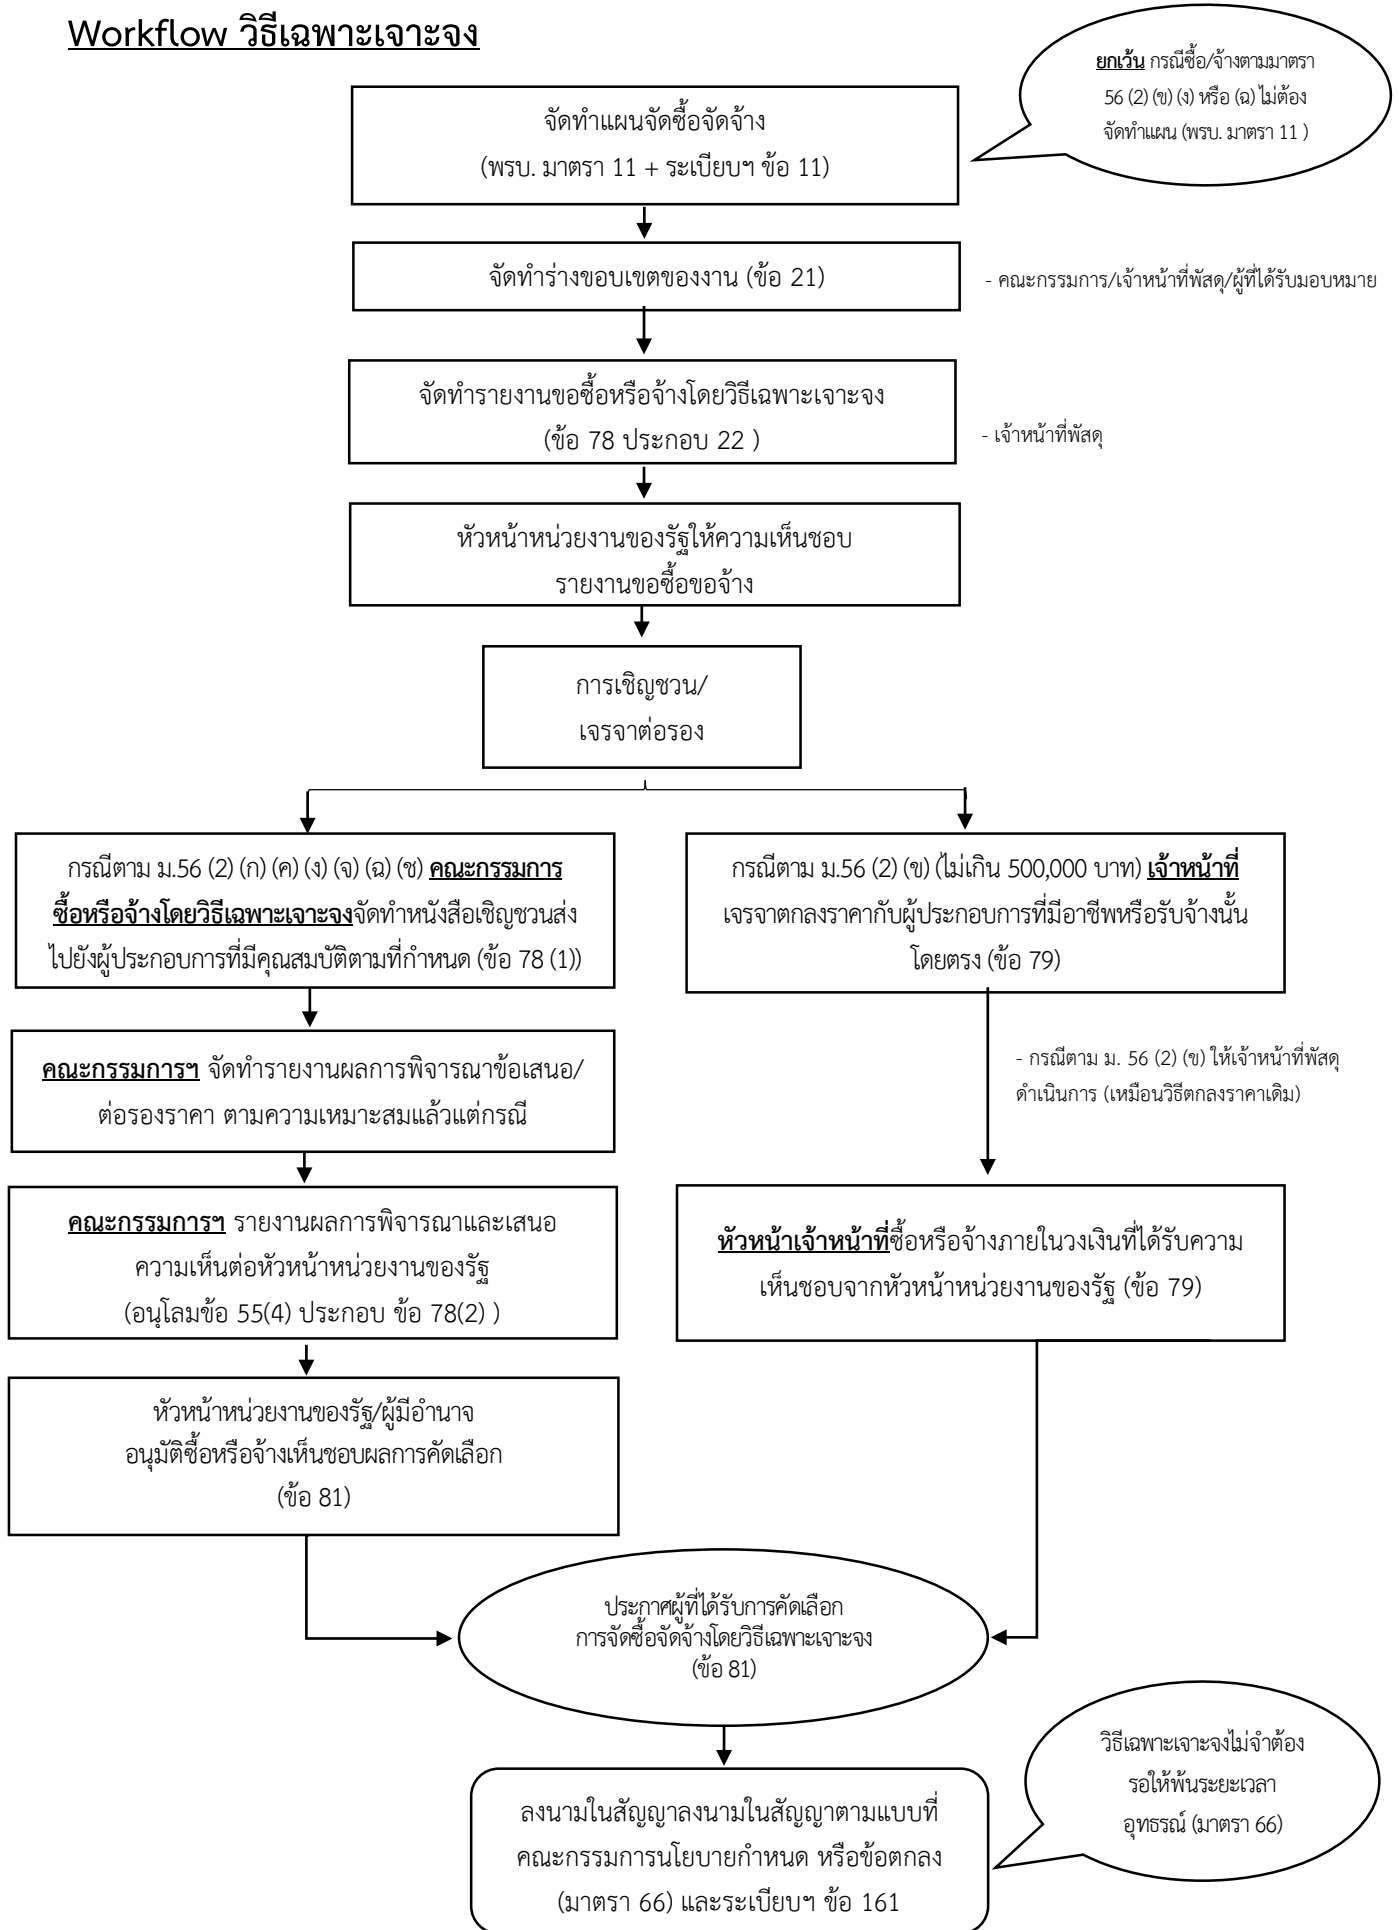 Workflow วิธีเฉพาะเจาะจง
ยกเว้น กรณีซื้อ/จ้างตามมาตรา
56 (2) (ข) (ง) หรือ (ฉ) ไม่ต้อง
จัดทำแผน (พรบ. มาตรา 11 )
จัดทำแผนจัดซื้อจัดจ้าง
(พรบ. มาตรา 11 + ระเบียบฯ ข้อ 11)
จัดทำร่างขอบเขตของงาน (ข้อ 21)
- คณะกรรมการ/เจ้าหน้าที่พัสดุ/ผู้ที่ได้รับมอบหมาย
จัดทำรายงานขอซื้อหรือจ้างโดยวิธีเฉพาะเจาะจง
(ข้อ 78 ประกอบ 22 )
- เจ้าหน้าที่พัสดุ
หัวหน้าหน่วยงานของรัฐให้ความเห็นชอบ
รายงานขอซื้อขอจ้าง
การเชิญชวน/
เจรจาต่อรอง
กรณีตาม ม.56 (2) (ก) (ค) (ง) (จ) (ฉ) (ช) คณะกรรมการ
ซื้อหรือจ้างโดยวิธีเฉพาะเจาะจงจัดทำหนังสือเชิญชวนส่ง
ไปยังผู้ประกอบการที่มีคุณสมบัติตามที่กำหนด (ข้อ 78 (1))
กรณีตาม ม.56 (2) (ข) (ไม่เกิน 500,000 บาท) เจ้าหน้าที่
เจรจาตกลงราคากับผู้ประกอบการที่มีอาชีพหรือรับจ้างนั้น
โดยตรง (ข้อ 79)
คณะกรรมการฯ จัดทำรายงานผลการพิจารณาข้อเสนอ/
ต่อรองราคา ตามความเหมาะสมแล้วแต่กรณี
- กรณีตาม ม. 56 (2) (ข) ให้เจ้าหน้าที่พัสดุ
ดำเนินการ (เหมือนวิธีตกลงราคาเดิม)
คณะกรรมการฯ รายงานผลการพิจารณาและเสนอ
ความเห็นต่อหัวหน้าหน่วยงานของรัฐ
(อนุโลมข้อ 55(4) ประกอบ ข้อ 78(2) )
หัวหน้าเจ้าหน้าที่ซื้อหรือจ้างภายในวงเงินที่ได้รับความ
เห็นชอบจากหัวหน้าหน่วยงานของรัฐ (ข้อ 79)
หัวหน้าหน่วยงานของรัฐ/ผู้มีอำนาจ
อนุมัติซื้อหรือจ้างเห็นชอบผลการคัดเลือก
(ข้อ 81)
ประกาศผู้ที่ได้รับการคัดเลือก
การจัดซื้อจัดจ้างโดยวิธีเฉพาะเจาะจง
(ข้อ 81)
วิธีเฉพาะเจาะจงไม่จำต้อง
รอให้พ้นระยะเวลา
อุทธรณ์ (มาตรา 66)
ลงนามในสัญญาลงนามในสัญญาตามแบบที่
คณะกรรมการนโยบายกำหนด หรือข้อตกลง
(มาตรา 66) และระเบียบฯ ข้อ 161